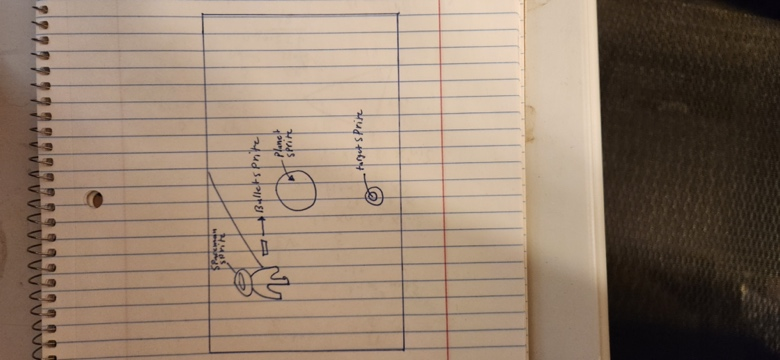 Spaceman
sprite
Bullet sprite
Planet
sprite
target sprite